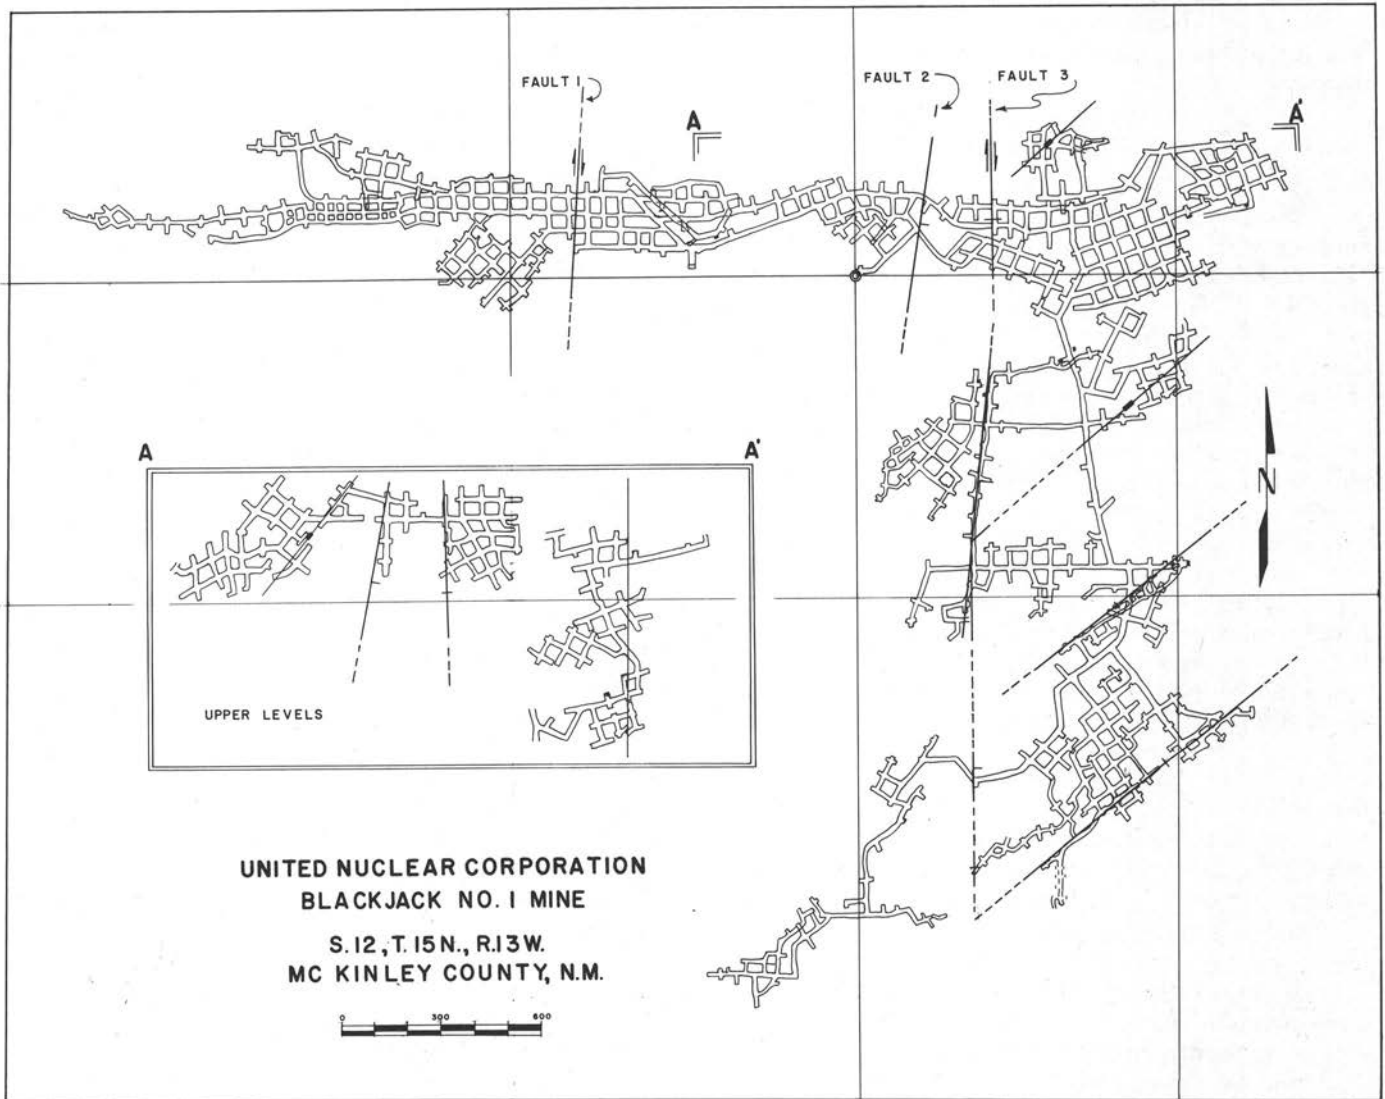 FAULT 1
FAULT 2
FAULT 3
A
A'
N
A
A'
UPPER LEVELS
UNITED NUCLEAR CORPORATION
BLACKJACK NO. 1 MINE
S.12, T. 15 N., R.13 W.
MC KINLEY COUNTY, N.M.
0 300 600